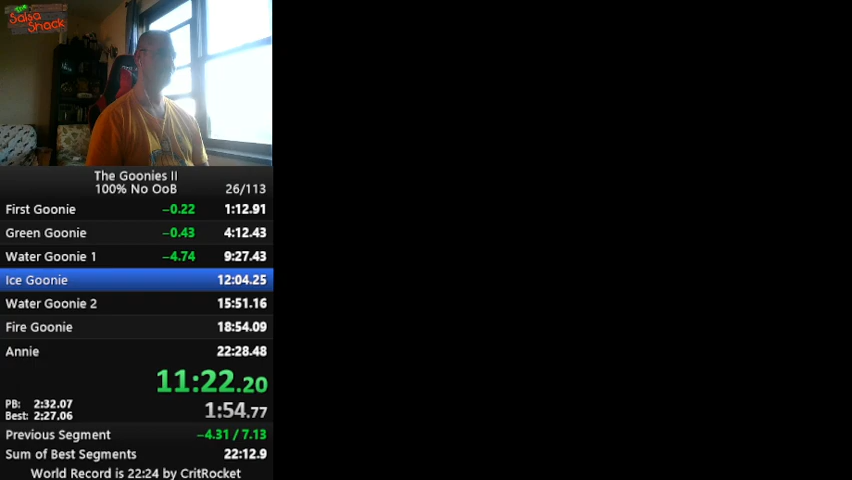 The
Salsa
Shack
The Goonies II
100% No OoB 26/113
First Goonie −0.22 1:12.91
Green Goonie −0.43 4:12.43
Water Goonie 1 −4.74 9:27.43
Ice Goonie 12:04.25
Water Goonie 2 15:51.16
Fire Goonie 18:54.09
Annie 22:28.48
11:22.20
PB: 2:32.07
Best: 2:27.06
1:54.77
Previous Segment −4.31 / 7.13
Sum of Best Segments 22:12.9
World Record is 22:24 by CritRocket